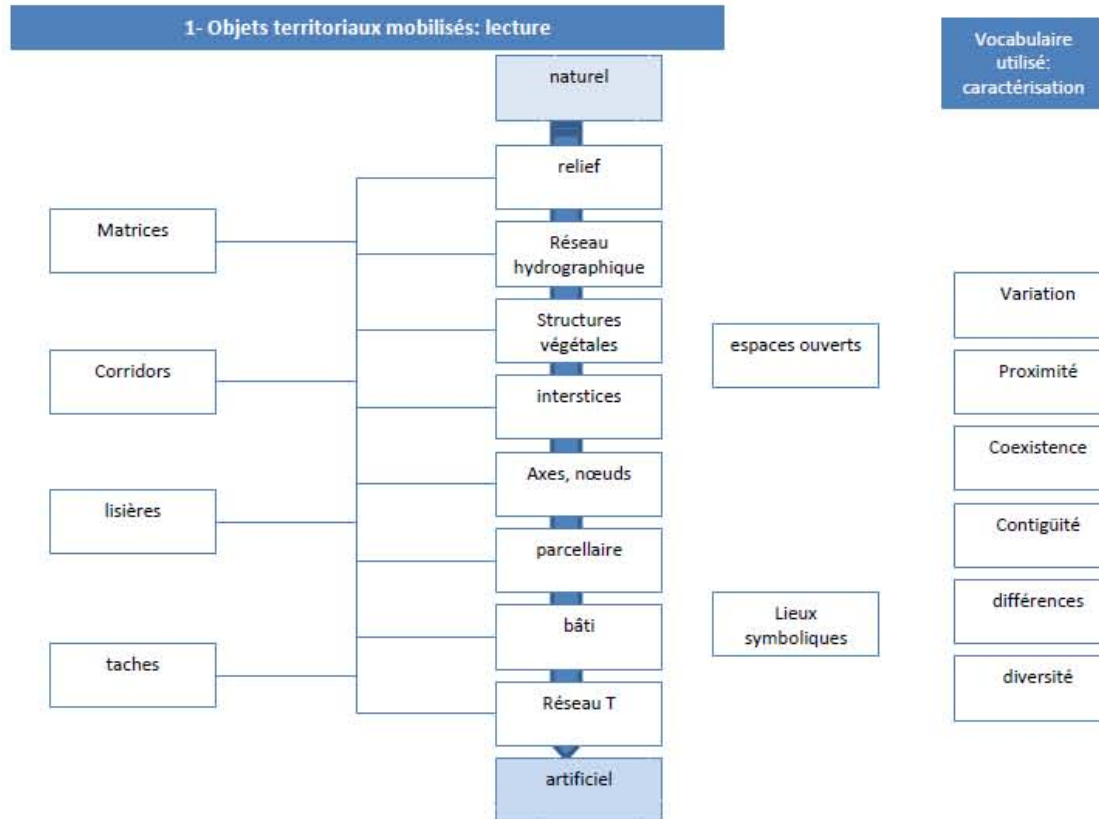 1- Objets territoriaux mobilisés: lecture
Vocabulaire
utilisé:
caractérisation
naturel
relief
Matrices
Réseau
hydrographique
Variation
Structures
végétales
espaces ouverts
Corridors
Proximité
interstices
Coexistence
Axes, nœuds
lisières
Contigüité
parcellaire
différences
bâti
Lieux
symboliques
taches
diversité
Réseau T
artificiel